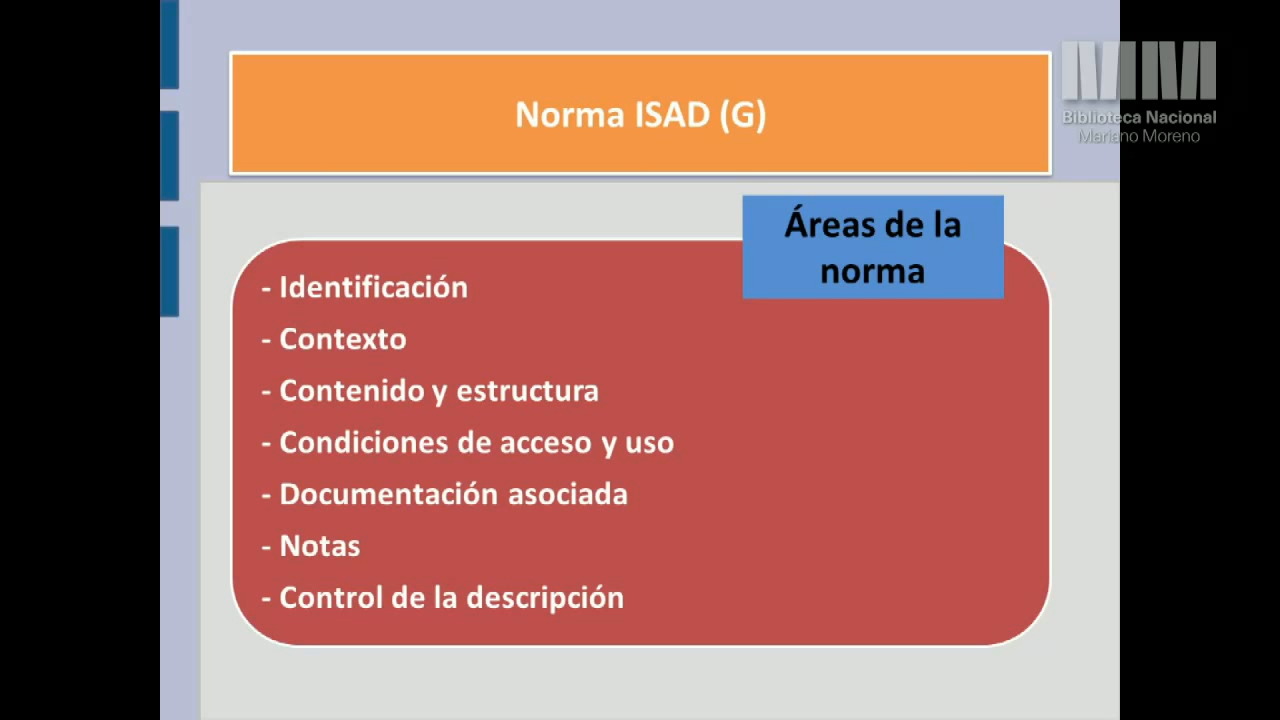 Norma ISAD (G)
Biblioteca Nacional
Mariano Moreno
Áreas de la
norma
- Identificación
- Contexto
- Contenido y estructura
- Condiciones de acceso y uso
- Documentación asociada
- Notas
- Control de la descripción